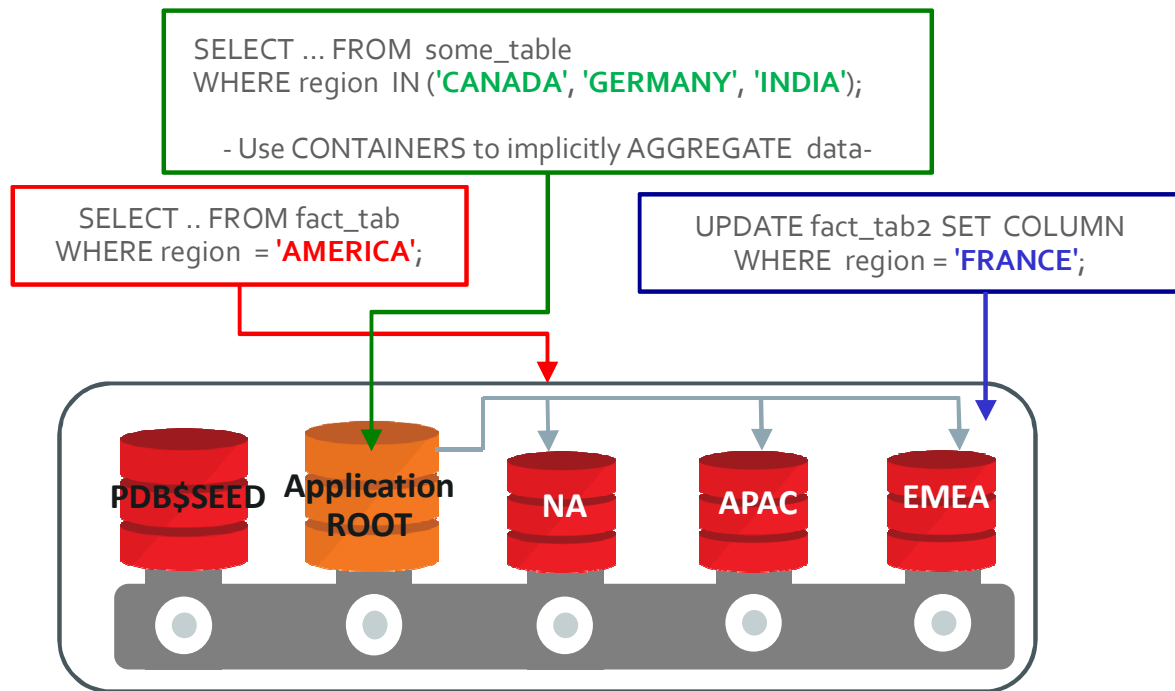 SELECT ... FROM some_table
WHERE region IN ('CANADA', 'GERMANY', 'INDIA');
- Use CONTAINERS to implicitly AGGREGATE data-
SELECT .. FROM fact_tab
WHERE region = 'AMERICA';
UPDATE fact_tab2 SET COLUMN
WHERE region = 'FRANCE';
PDB$SEED
Application
ROOT
NA
APAC
EMEA